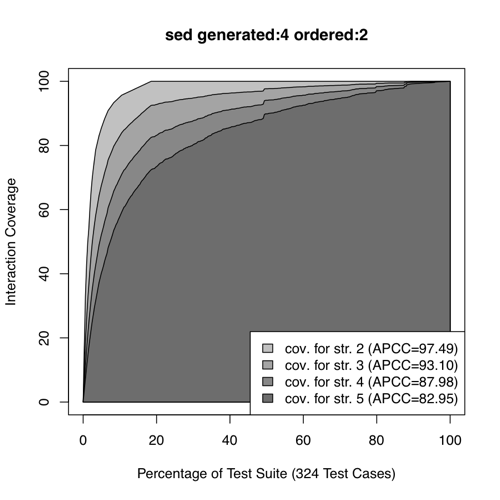 sed generated:4 ordered:2
Interaction Coverage
100
80
60
40
20
0
cov. for str. 2 (APCC=97.49)
cov. for str. 3 (APCC=93.10)
cov. for str. 4 (APCC=87.98)
cov. for str. 5 (APCC=82.95)
0 20 40 60 80 100
Percentage of Test Suite (324 Test Cases)